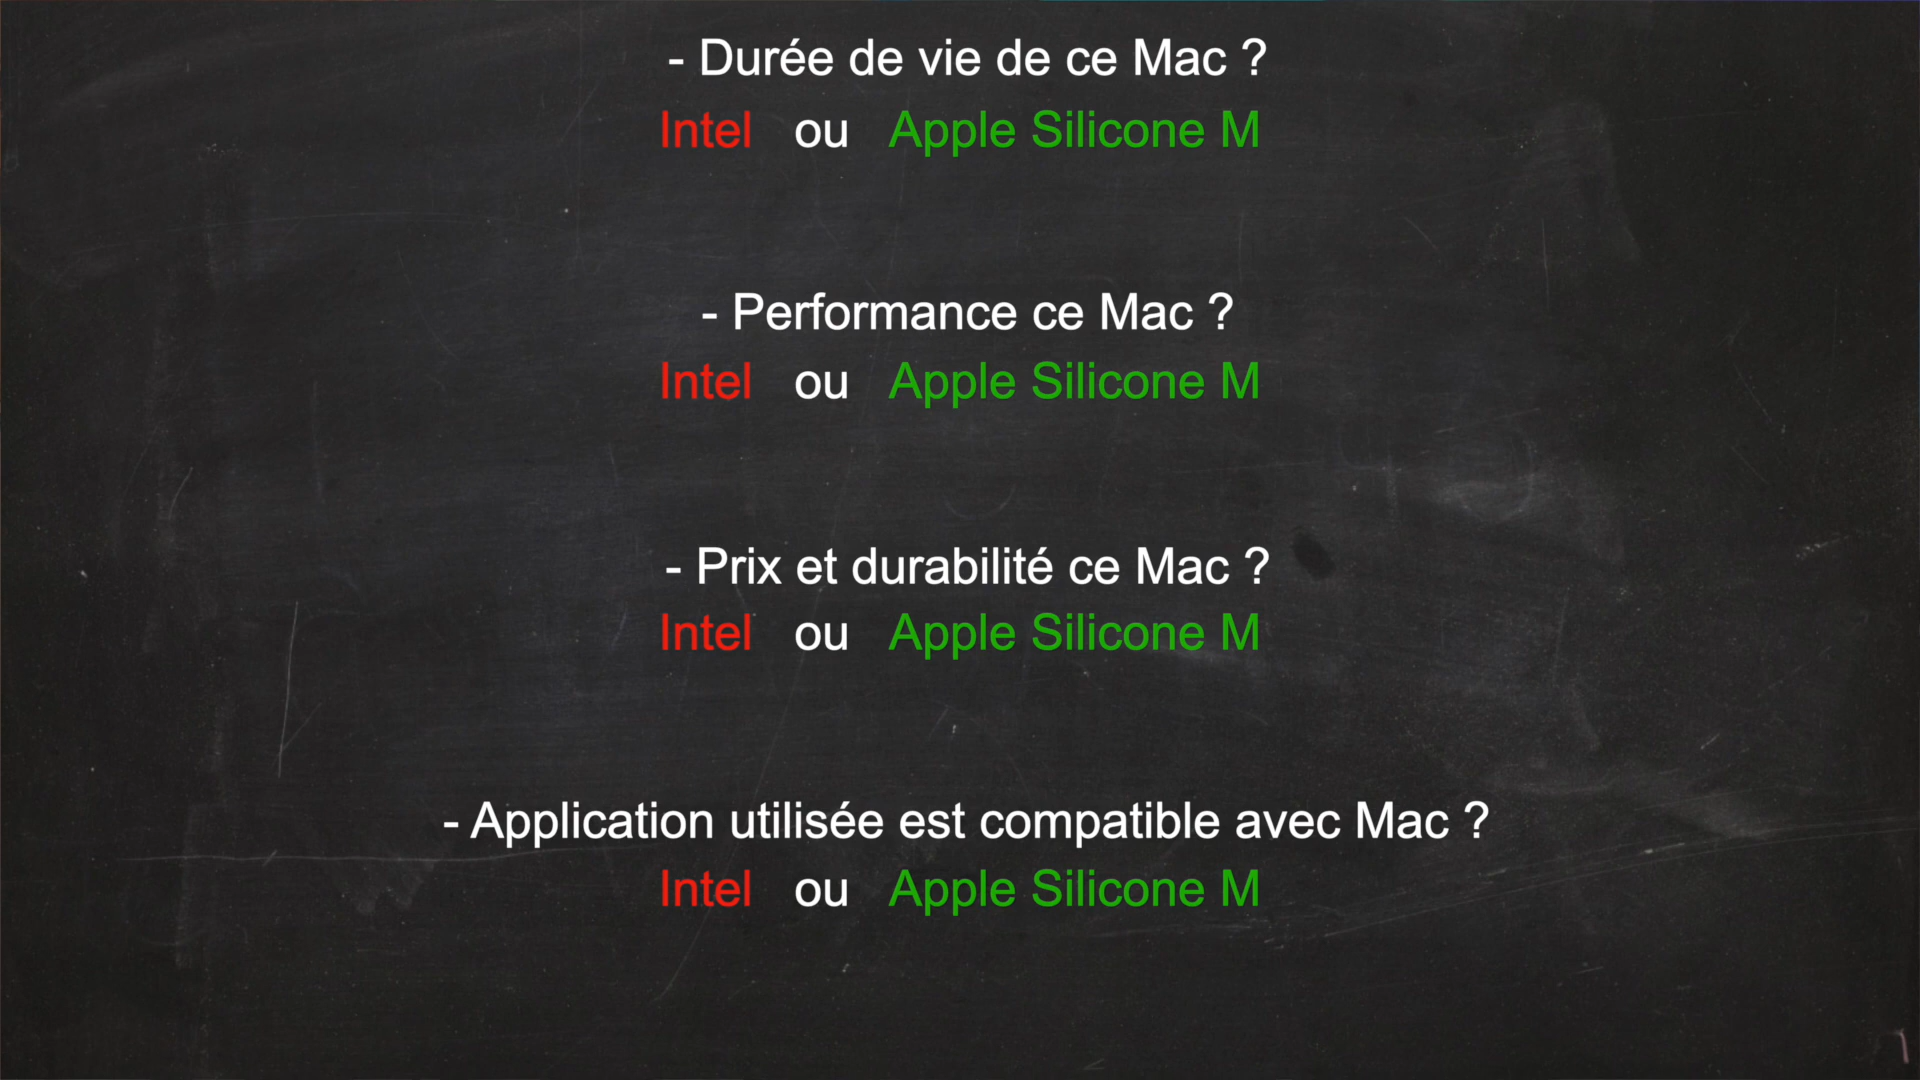 - Durée de vie de ce Mac ?
Intel ou Apple Silicone M
- Performance ce Mac ?
Intel ou Apple Silicone M
- Prix et durabilité ce Mac ?
Intel ou Apple Silicone M
- Application utilisée est compatible avec Mac ?
Intel ou Apple Silicone M